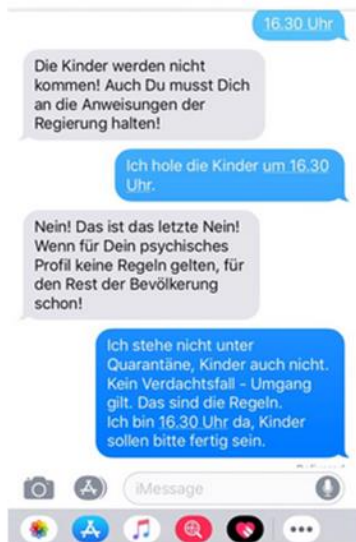 16.30 Uhr
Die Kinder werden nicht
kommen! Auch Du musst Dich
an die Anweisungen der
Regierung halten!
Ich hole die Kinder um 16.30
Uhr.
Nein! Das ist das letzte Nein!
Wenn für Dein psychisches
Profil keine Regeln gelten, für
den Rest der Bevölkerung
schon!
Ich stehe nicht unter
Quarantäne, Kinder auch nicht.
Kein Verdachtsfall - Umgang
gilt. Das sind die Regeln.
Ich bin 16.30 Uhr da, Kinder
sollen bitte fertig sein.
iMessage